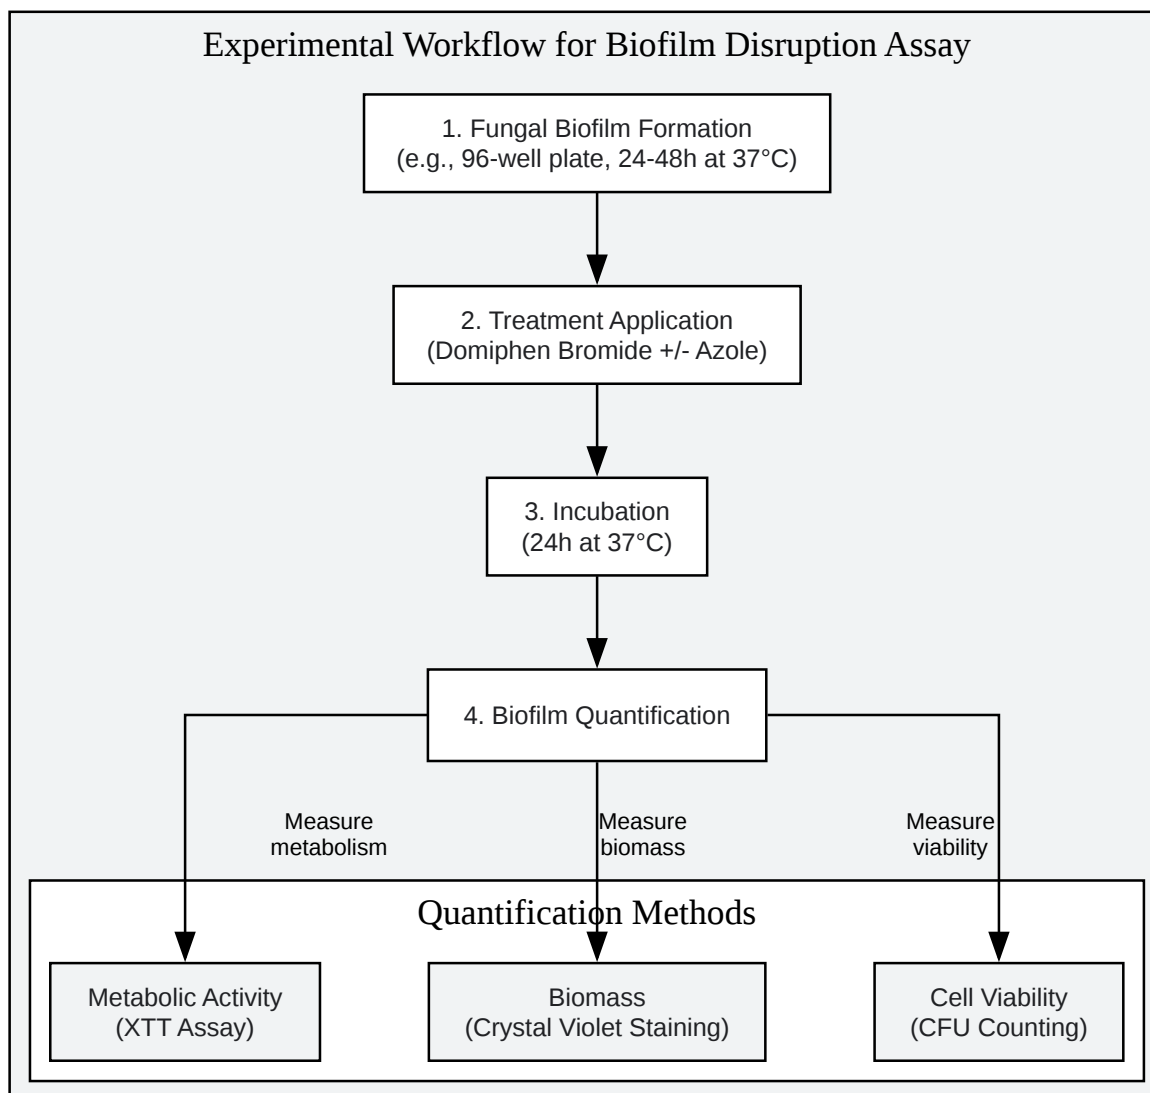 Experimental Workflow for Biofilm Disruption Assay
1. Fungal Biofilm Formation
(e.g., 96-well plate, 24-48h at 37°C)
2. Treatment Application
(Domiphen Bromide +/- Azole)
3. Incubation
(24h at 37°C)
4. Biofilm Quantification
Measure
metabolism
Measure
biomass
Measure
viability
Quantification Methods
Metabolic Activity
(XTT Assay)
Biomass
(Crystal Violet Staining)
Cell Viability
(CFU Counting)